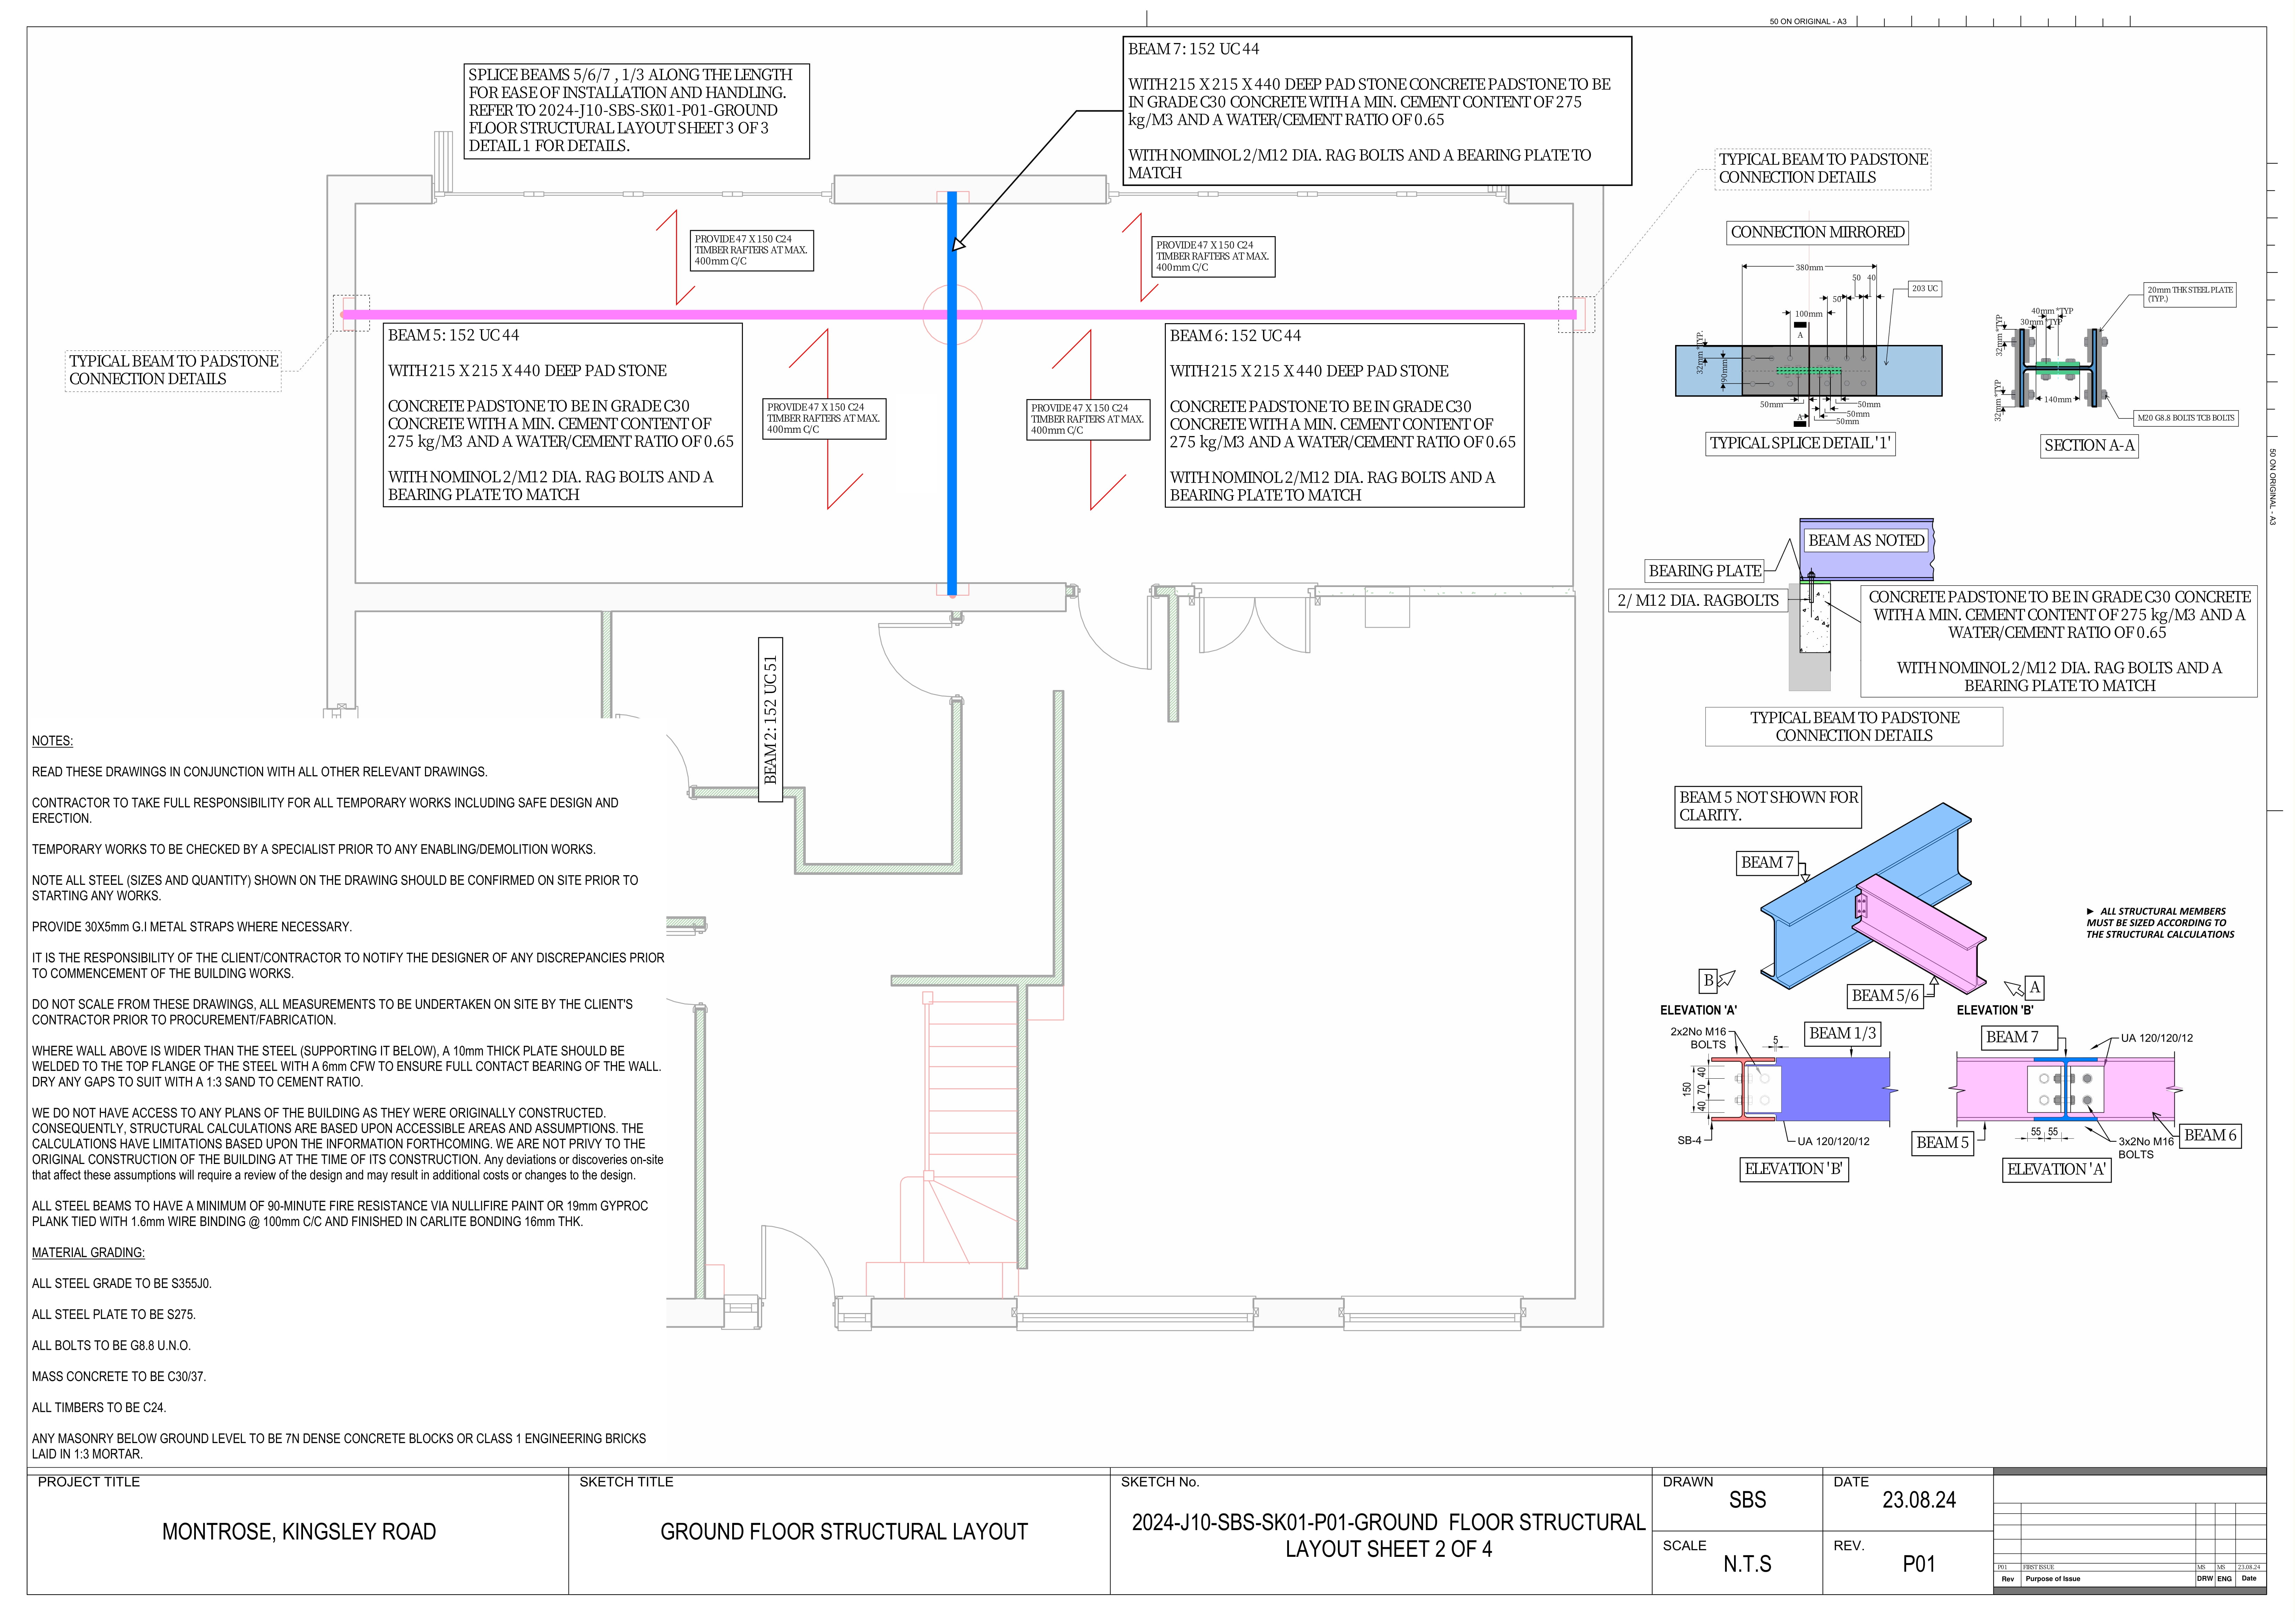 50 ON ORIGINAL - A3
SPLICE BEAMS 5/6/7 , 1/3 ALONG THE LENGTH
FOR EASE OF INSTALLATION AND HANDLING.
REFER TO 2024-J10-SBS-SK01-P01-GROUND
FLOOR STRUCTURAL LAYOUT SHEET 3 OF 3
DETAIL 1 FOR DETAILS.
BEAM 7: 152 UC 44
WITH 215 X 215 X 440 DEEP PAD STONE CONCRETE PADSTONE TO BE
IN GRADE C30 CONCRETE WITH A MIN. CEMENT CONTENT OF 275
kg/M3 AND A WATER/CEMENT RATIO OF 0.65
WITH NOMINOL 2/M12 DIA. RAG BOLTS AND A BEARING PLATE TO
MATCH
TYPICAL BEAM TO PADSTONE
CONNECTION DETAILS
PROVIDE 47 X 150 C24
TIMBER RAFTERS AT MAX.
400mm C/C
PROVIDE 47 X 150 C24
TIMBER RAFTERS AT MAX.
400mm C/C
TYPICAL BEAM TO PADSTONE
CONNECTION DETAILS
BEAM 5: 152 UC 44
WITH 215 X 215 X 440 DEEP PAD STONE
CONCRETE PADSTONE TO BE IN GRADE C30
CONCRETE WITH A MIN. CEMENT CONTENT OF
275 kg/M3 AND A WATER/CEMENT RATIO OF 0.65
WITH NOMINOL 2/M12 DIA. RAG BOLTS AND A
BEARING PLATE TO MATCH
PROVIDE 47 X 150 C24
TIMBER RAFTERS AT MAX.
400mm C/C
PROVIDE 47 X 150 C24
TIMBER RAFTERS AT MAX.
400mm C/C
BEAM 6: 152 UC 44
WITH 215 X 215 X 440 DEEP PAD STONE
CONCRETE PADSTONE TO BE IN GRADE C30
CONCRETE WITH A MIN. CEMENT CONTENT OF
275 kg/M3 AND A WATER/CEMENT RATIO OF 0.65
WITH NOMINOL 2/M12 DIA. RAG BOLTS AND A
BEARING PLATE TO MATCH
BEAM 2: 152 UC 51
CONNECTION MIRRORED
380mm
50 40
50
100mm
203 UC
A
32mm *TYP.
90mm
50mm
50mm
50mm
50mm
A
TYPICAL SPLICE DETAIL '1'
20mm THK STEEL PLATE
(TYP.)
40mm *TYP
30mm *TYP
32mm *TYP
32mm *TYP
140mm
M20 G8.8 BOLTS TCB BOLTS
SECTION A-A
50 ON ORIGINAL - A3
BEAM AS NOTED
BEARING PLATE
2/ M12 DIA. RAGBOLTS
CONCRETE PADSTONE TO BE IN GRADE C30 CONCRETE
WITH A MIN. CEMENT CONTENT OF 275 kg/M3 AND A
WATER/CEMENT RATIO OF 0.65
WITH NOMINOL 2/M12 DIA. RAG BOLTS AND A
BEARING PLATE TO MATCH
TYPICAL BEAM TO PADSTONE
CONNECTION DETAILS
BEAM 5 NOT SHOWN FOR
CLARITY.
BEAM 7
► ALL STRUCTURAL MEMBERS
MUST BE SIZED ACCORDING TO
THE STRUCTURAL CALCULATIONS
B
BEAM 5/6
A
ELEVATION 'A'
ELEVATION 'B'
2x2No M16
BOLTS
5
BEAM 1/3
150
40
70
40
SB-4
UA 120/120/12
ELEVATION 'B'
BEAM 7
UA 120/120/12
BEAM 5
55 55
3x2No M16
BOLTS
BEAM 6
ELEVATION 'A'
NOTES:
READ THESE DRAWINGS IN CONJUNCTION WITH ALL OTHER RELEVANT DRAWINGS.
CONTRACTOR TO TAKE FULL RESPONSIBILITY FOR ALL TEMPORARY WORKS INCLUDING SAFE DESIGN AND
ERECTION.
TEMPORARY WORKS TO BE CHECKED BY A SPECIALIST PRIOR TO ANY ENABLING/DEMOLITION WORKS.
NOTE ALL STEEL (SIZES AND QUANTITY) SHOWN ON THE DRAWING SHOULD BE CONFIRMED ON SITE PRIOR TO
STARTING ANY WORKS.
PROVIDE 30X5mm G.I METAL STRAPS WHERE NECESSARY.
IT IS THE RESPONSIBILITY OF THE CLIENT/CONTRACTOR TO NOTIFY THE DESIGNER OF ANY DISCREPANCIES PRIOR
TO COMMENCEMENT OF THE BUILDING WORKS.
DO NOT SCALE FROM THESE DRAWINGS, ALL MEASUREMENTS TO BE UNDERTAKEN ON SITE BY THE CLIENT'S
CONTRACTOR PRIOR TO PROCUREMENT/FABRICATION.
WHERE WALL ABOVE IS WIDER THAN THE STEEL (SUPPORTING IT BELOW), A 10mm THICK PLATE SHOULD BE
WELDED TO THE TOP FLANGE OF THE STEEL WITH A 6mm CFW TO ENSURE FULL CONTACT BEARING OF THE WALL.
DRY ANY GAPS TO SUIT WITH A 1:3 SAND TO CEMENT RATIO.
WE DO NOT HAVE ACCESS TO ANY PLANS OF THE BUILDING AS THEY WERE ORIGINALLY CONSTRUCTED.
CONSEQUENTLY, STRUCTURAL CALCULATIONS ARE BASED UPON ACCESSIBLE AREAS AND ASSUMPTIONS. THE
CALCULATIONS HAVE LIMITATIONS BASED UPON THE INFORMATION FORTHCOMING. WE ARE NOT PRIVY TO THE
ORIGINAL CONSTRUCTION OF THE BUILDING AT THE TIME OF ITS CONSTRUCTION. Any deviations or discoveries on-site
that affect these assumptions will require a review of the design and may result in additional costs or changes to the design.
ALL STEEL BEAMS TO HAVE A MINIMUM OF 90-MINUTE FIRE RESISTANCE VIA NULLIFIRE PAINT OR 19mm GYPROC
PLANK TIED WITH 1.6mm WIRE BINDING @ 100mm C/C AND FINISHED IN CARLITE BONDING 16mm THK.
MATERIAL GRADING:
ALL STEEL GRADE TO BE S355J0.
ALL STEEL PLATE TO BE S275.
ALL BOLTS TO BE G8.8 U.N.O.
MASS CONCRETE TO BE C30/37.
ALL TIMBERS TO BE C24.
ANY MASONRY BELOW GROUND LEVEL TO BE 7N DENSE CONCRETE BLOCKS OR CLASS 1 ENGINEERING BRICKS
LAID IN 1:3 MORTAR.
PROJECT TITLE
MONTROSE, KINGSLEY ROAD
SKETCH TITLE
GROUND FLOOR STRUCTURAL LAYOUT
SKETCH No.
2024-J10-SBS-SK01-P01-GROUND FLOOR STRUCTURAL
LAYOUT SHEET 2 OF 4
DRAWN
SBS
DATE
23.08.24
SCALE
N.T.S
REV.
P01
P01 FIRST ISSUE MS MS 23.08.24
Rev Purpose of Issue DRW ENG Date